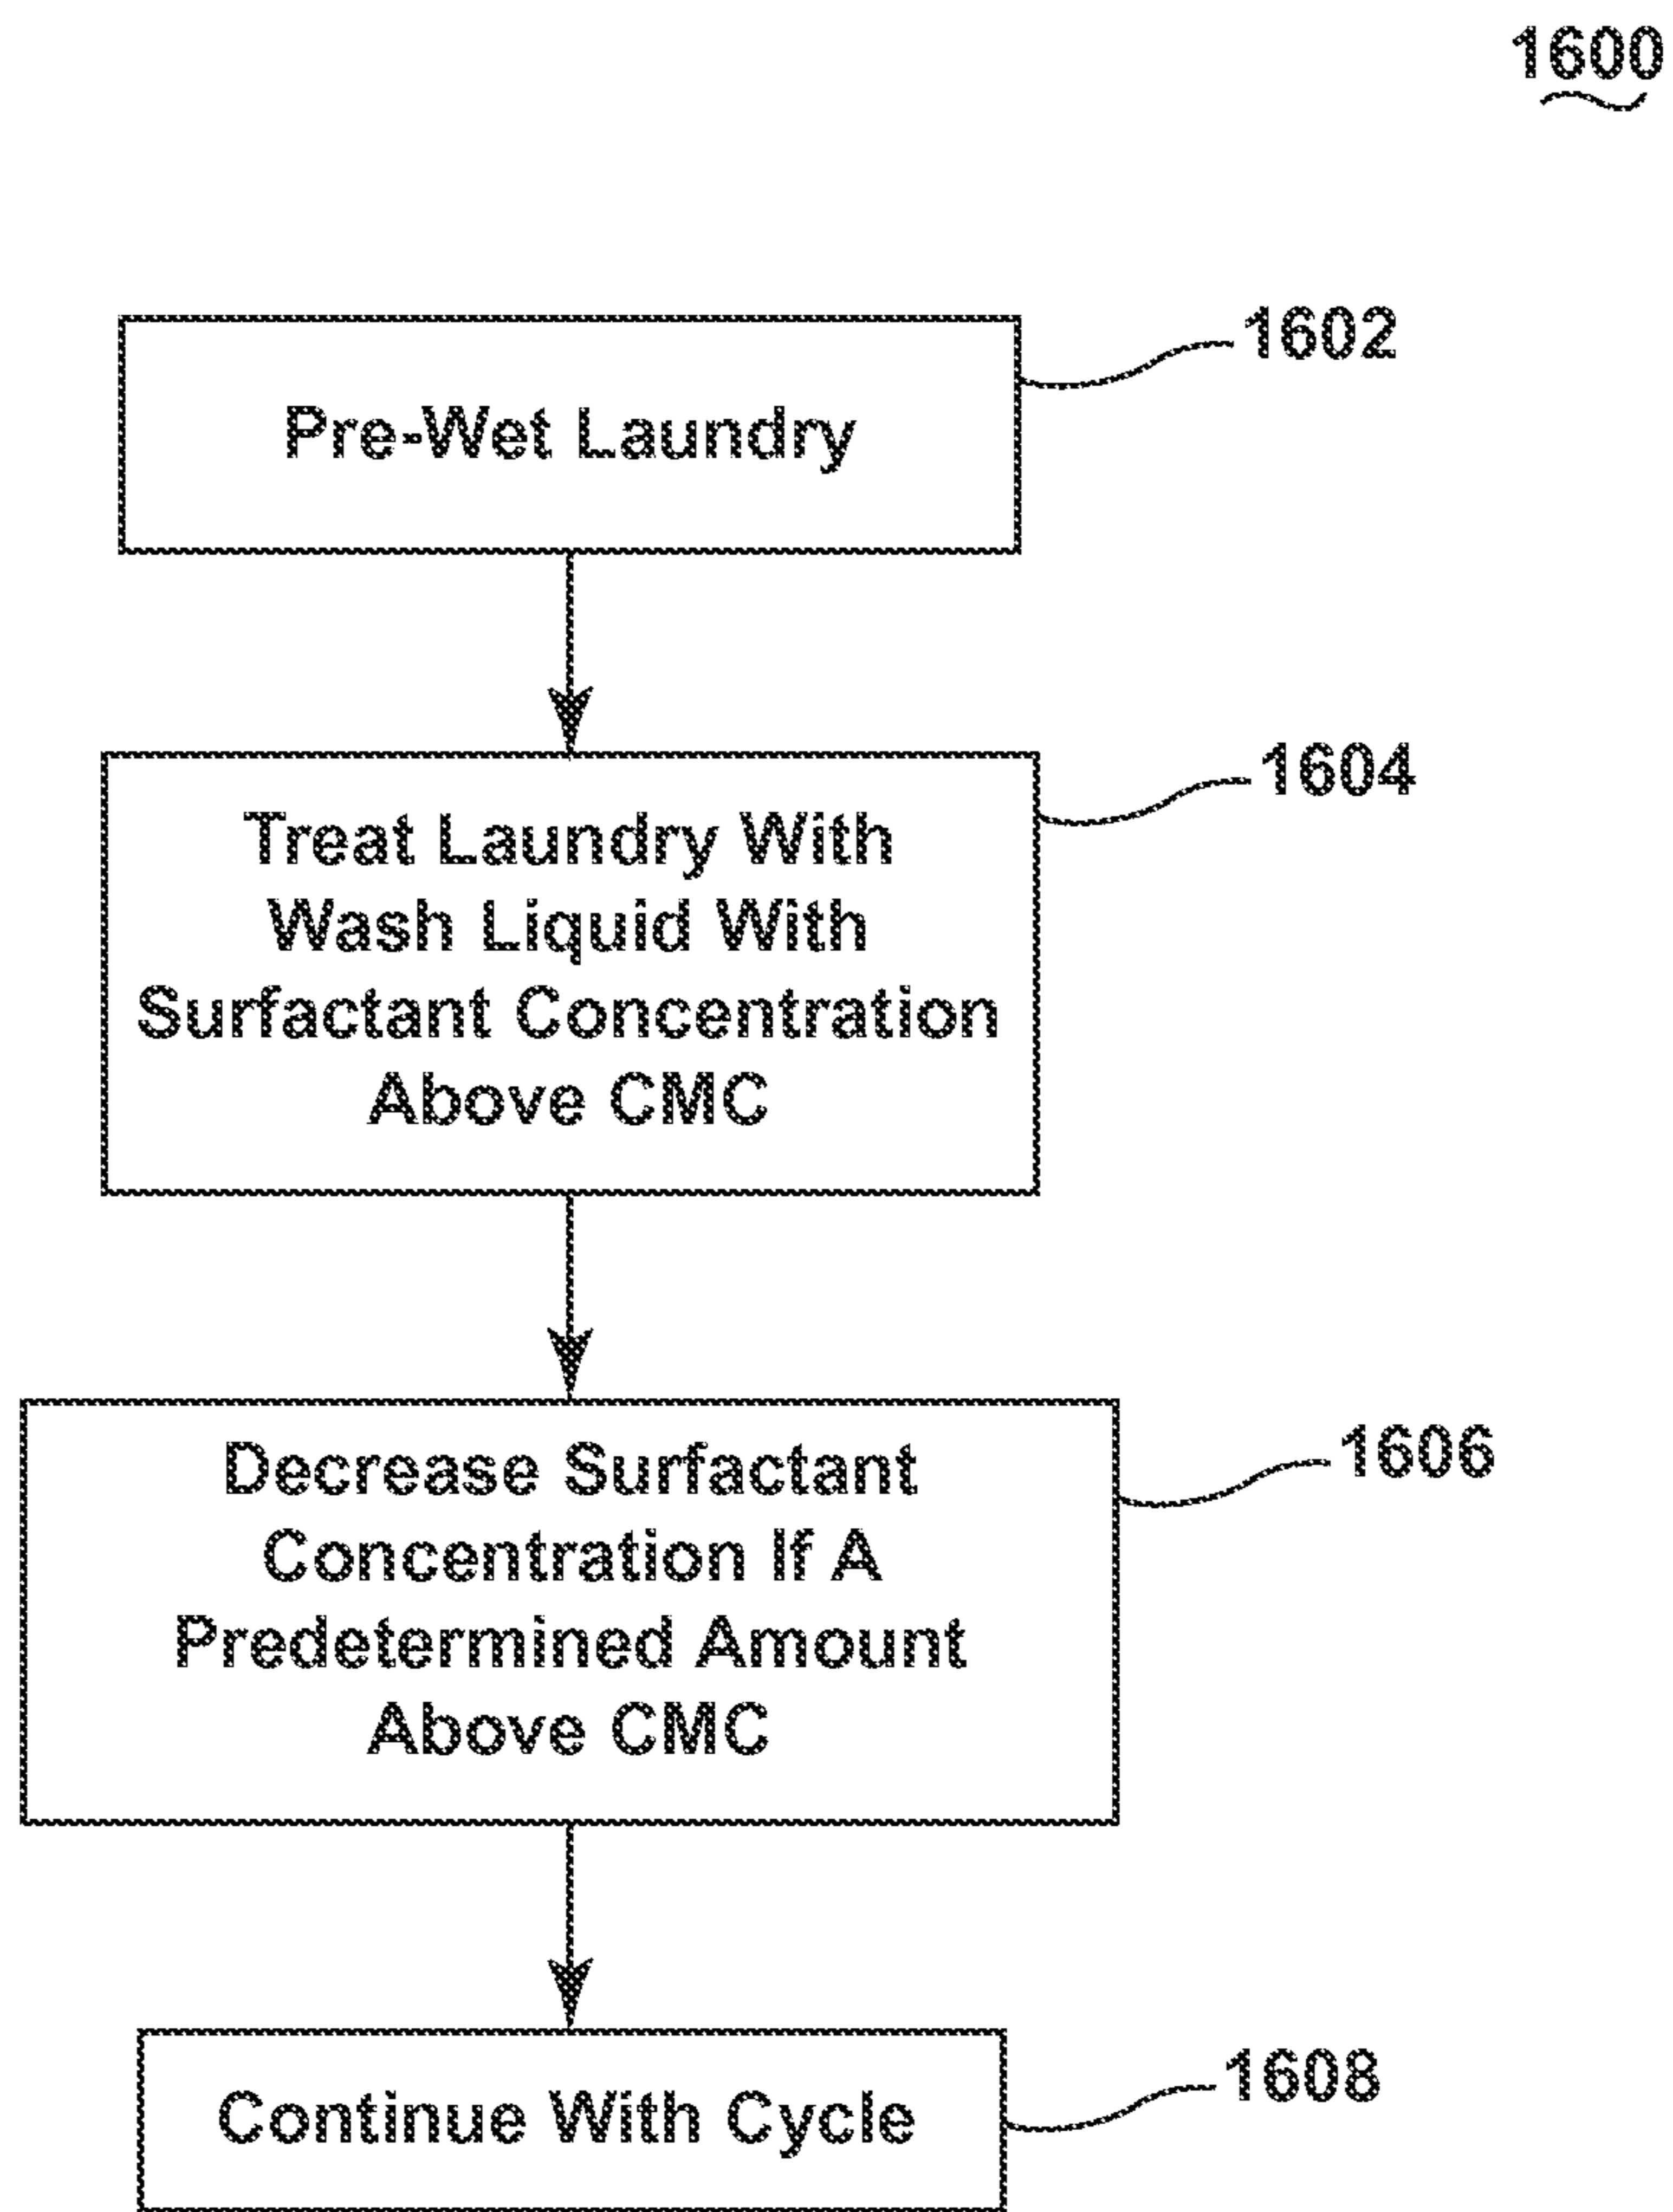 1600
Pre-Wet Laundry
1602
Treat Laundry With
Wash Liquid With
Surfactant Concentration
Above CMC
1604
Decrease Surfactant
Concentration If A
Predetermined Amount
Above CMC
1606
Continue With Cycle
1608